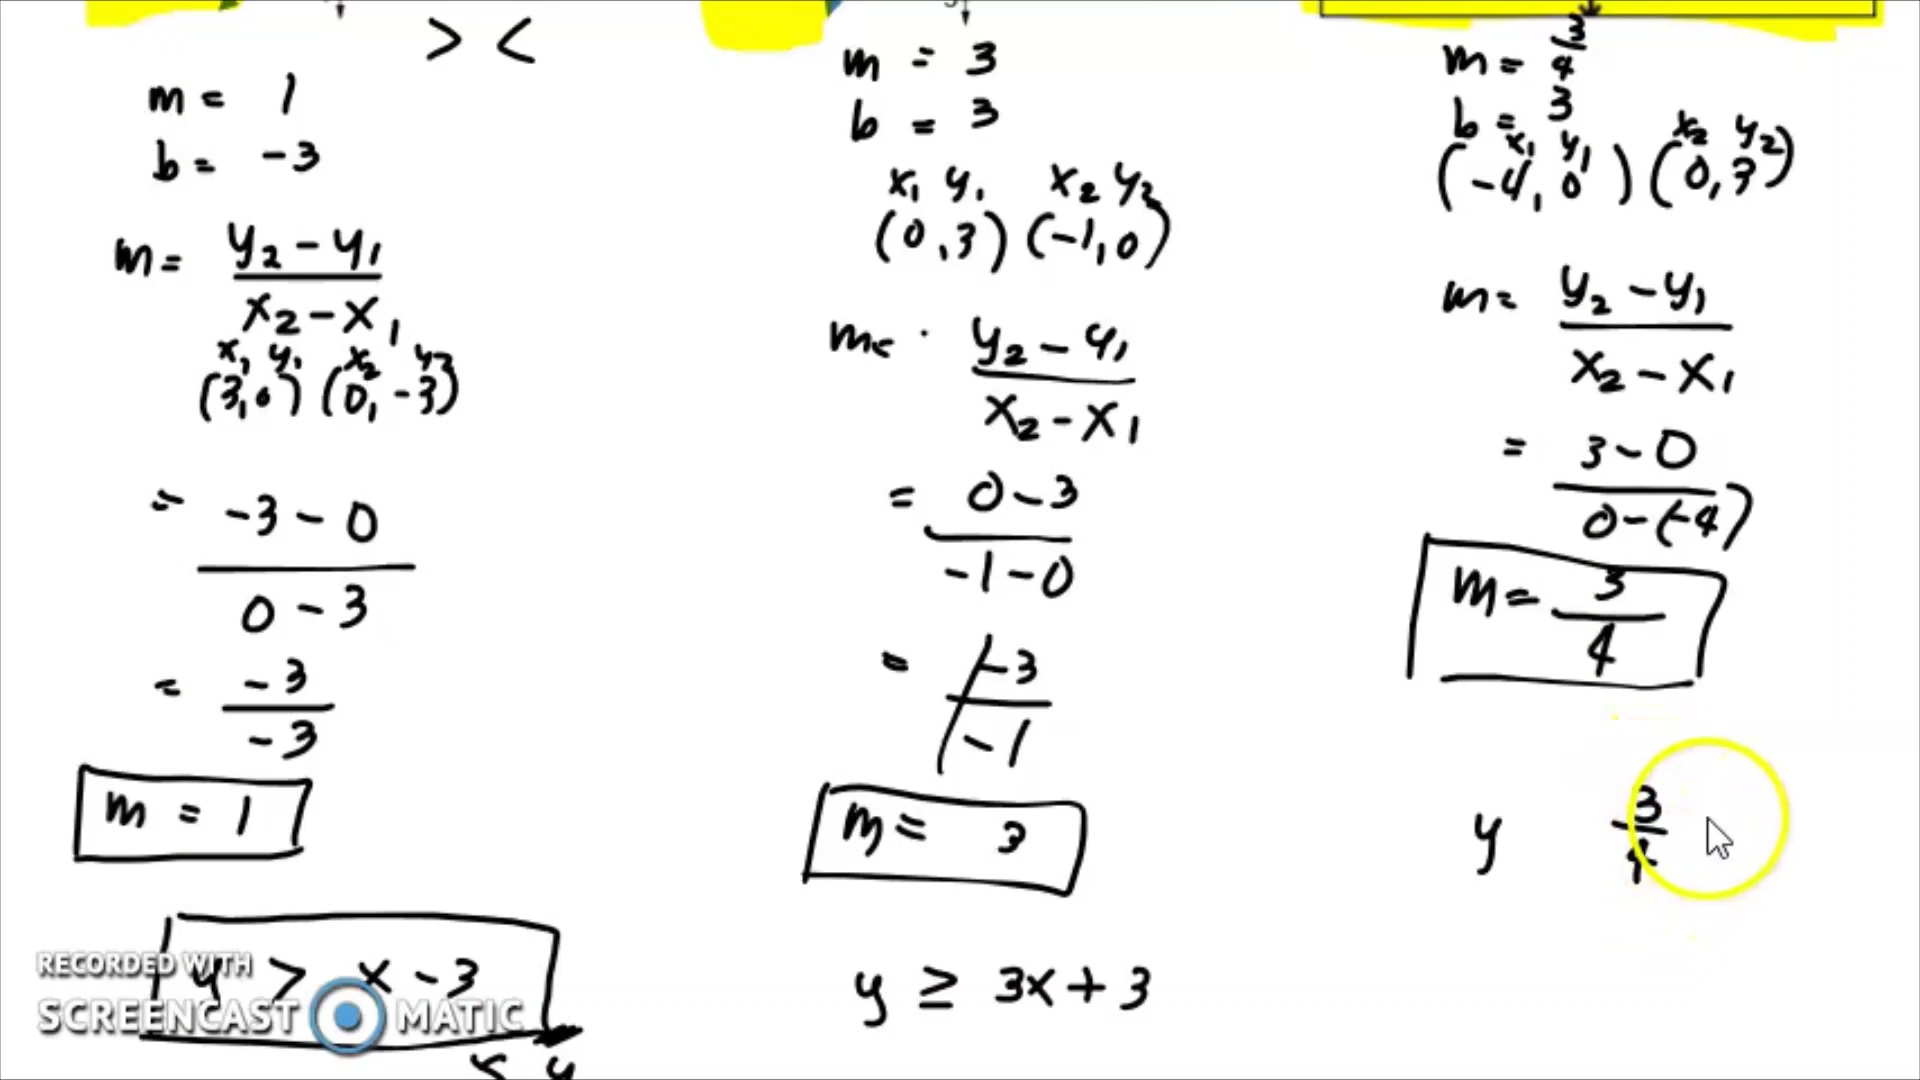 > <
m = 1
b = -3
m = y2 - y1
x2 - x1
x1 y1 x2 y2
(3,0) (0,-3)
= -3 - 0
0 - 3
= -3
-3
m = 1
y > x - 3
m = 3
b = 3
x1 y1 x2 y2
(0,3) (-1,0)
m = y2 - y1
x2 - x1
= 0 - 3
-1 - 0
= -3
-1
m = 3
y ≥ 3x + 3
m = 3/4
b = 3
x1 y1 x2 y2
(-4,0) (0,3)
m = y2 - y1
x2 - x1
= 3 - 0
0 - (-4)
m = 3
4
y 3/4
RECORDED WITH
SCREENCAST MATIC